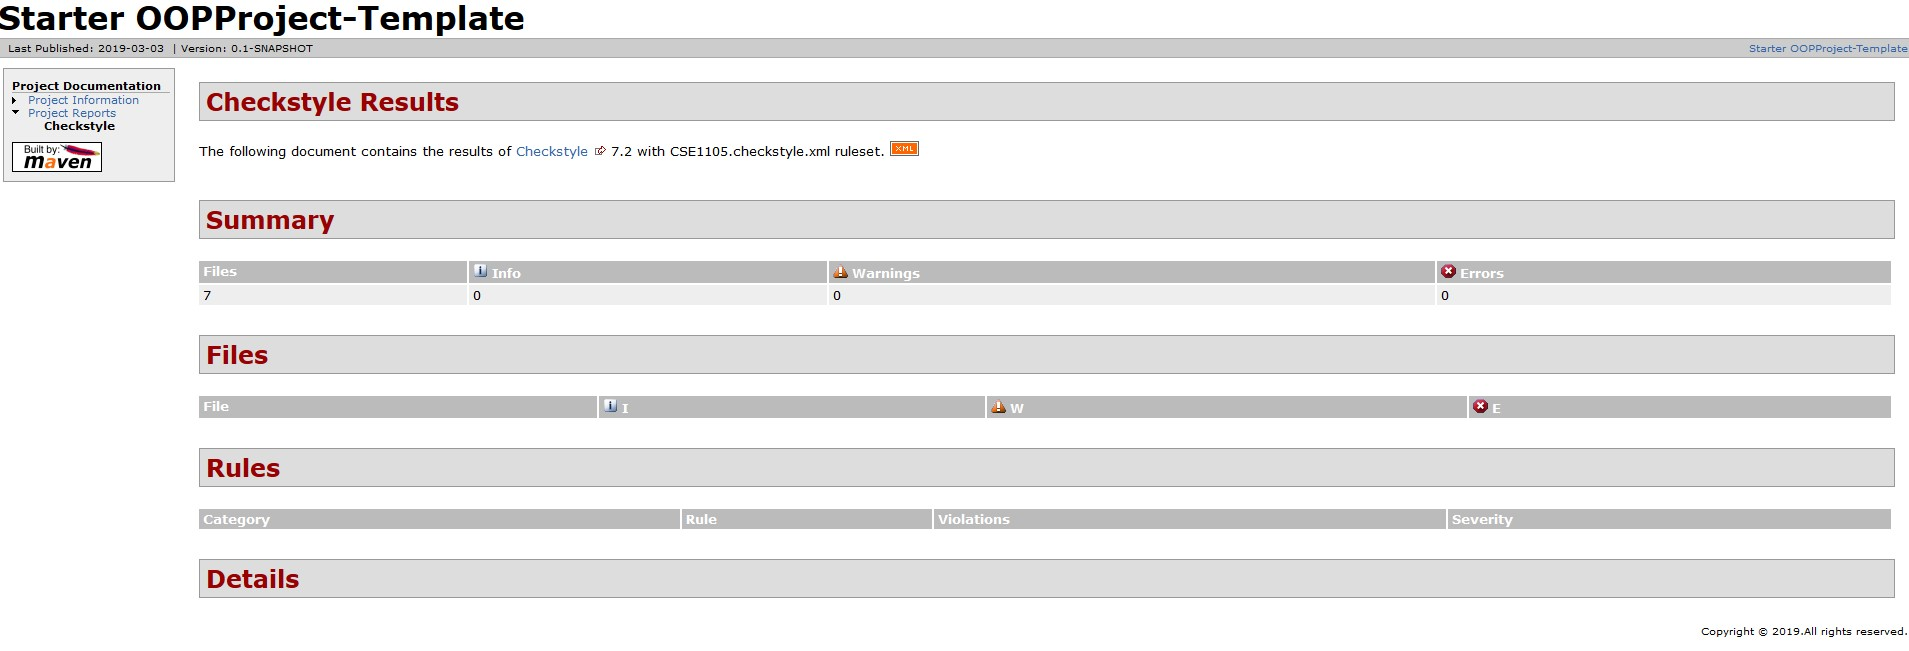 Starter OOPProject-Template
Last Published: 2019-03-03 | Version: 0.1-SNAPSHOT
Starter OOPProject-Template
Project Documentation
Project Information
Project Reports
Checkstyle
Built by:
maven
Checkstyle Results
The following document contains the results of Checkstyle 7.2 with CSE1105.checkstyle.xml ruleset. XML
Summary
Files Info Warnings Errors
7 0 0 0
Files
File I W E
Rules
Category Rule Violations Severity
Details
Copyright © 2019.All rights reserved.